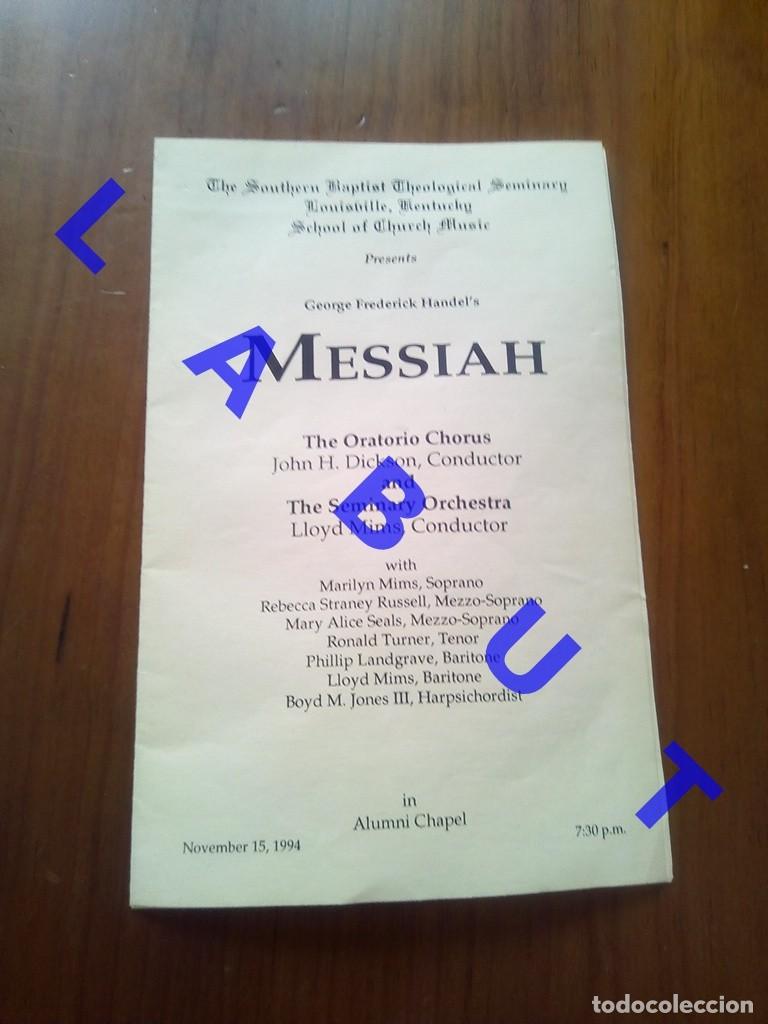 The Southern Baptist Theological Seminary
Louisville, Kentucky
School of Church Music
Presents
George Frederick Handel's
MESSIAH
The Oratorio Chorus
John H. Dickson, Conductor
and
The Seminary Orchestra
Lloyd Mims, Conductor
with
Marilyn Mims, Soprano
Rebecca Straney Russell, Mezzo-Soprano
Mary Alice Seals, Mezzo-Soprano
Ronald Turner, Tenor
Phillip Landgrave, Baritone
Lloyd Mims, Baritone
Boyd M. Jones III, Harpsichordist
in
Alumni Chapel
November 15, 1994
7:30 p.m.
LABUT
todocoleccion